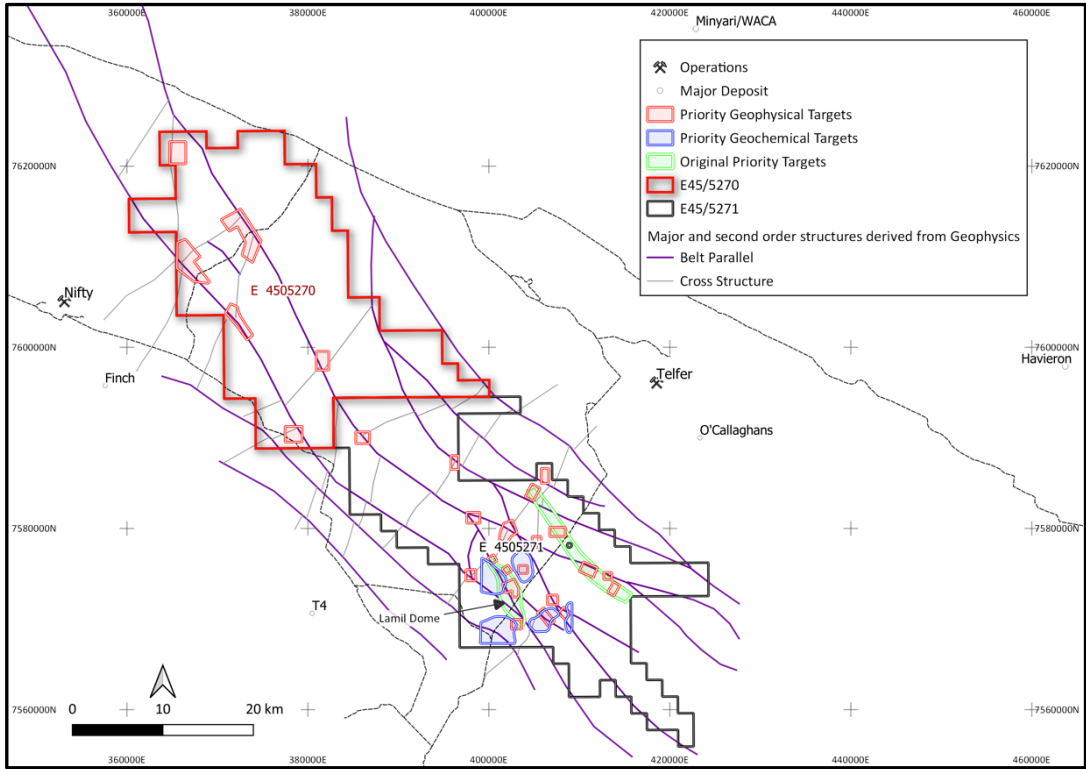 360000E 380000E 400000E 420000E 440000E 460000E
Minyari/WACA
Operations
Major Deposit
Priority Geophysical Targets
Priority Geochemical Targets
Original Priority Targets
E45/5270
E45/5271
Major and second order structures derived from Geophysics
Belt Parallel
Cross Structure
7620000N 7620000N
E 4505270
Nifty
7600000N 7600000N
Havieron
Finch
Telfer
O'Callaghans
7580000N 7580000N
E 4505271
T4
Lamil Dome
7560000N 7560000N
0 10 20 km
360000E 380000E 400000E 420000E 440000E 460000E